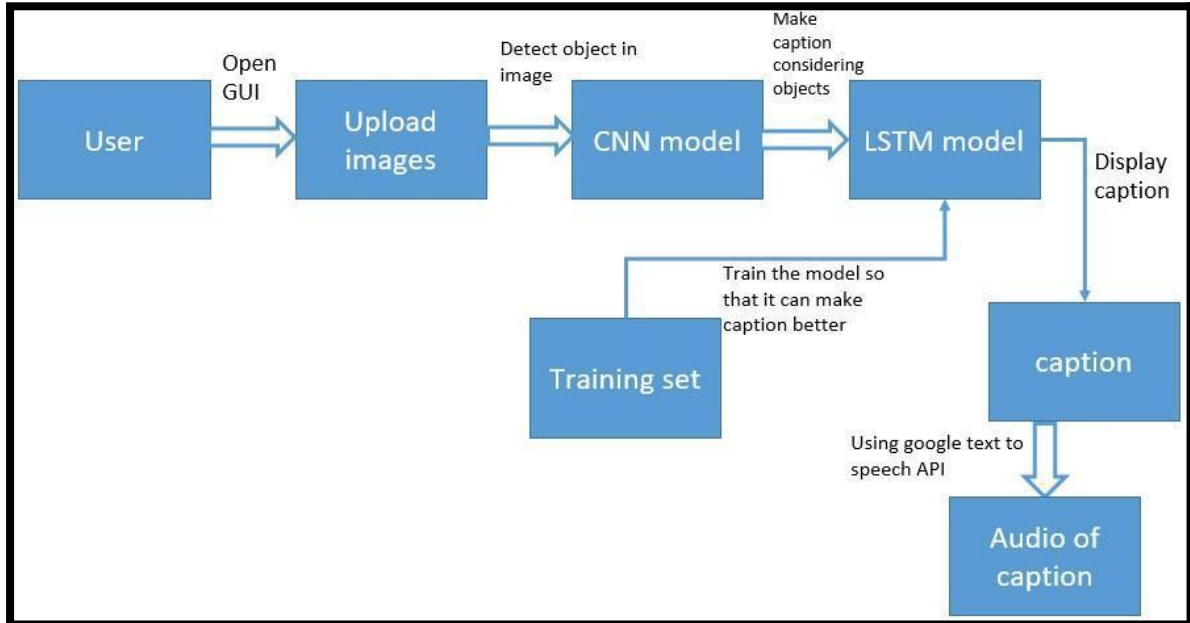 Open
GUI
Detect object in
image
Make
caption
considering
objects
User
Upload
images
CNN model
LSTM model
Display
caption
Train the model so
that it can make
caption better
Training set
caption
Using google text to
speech API
Audio of
caption